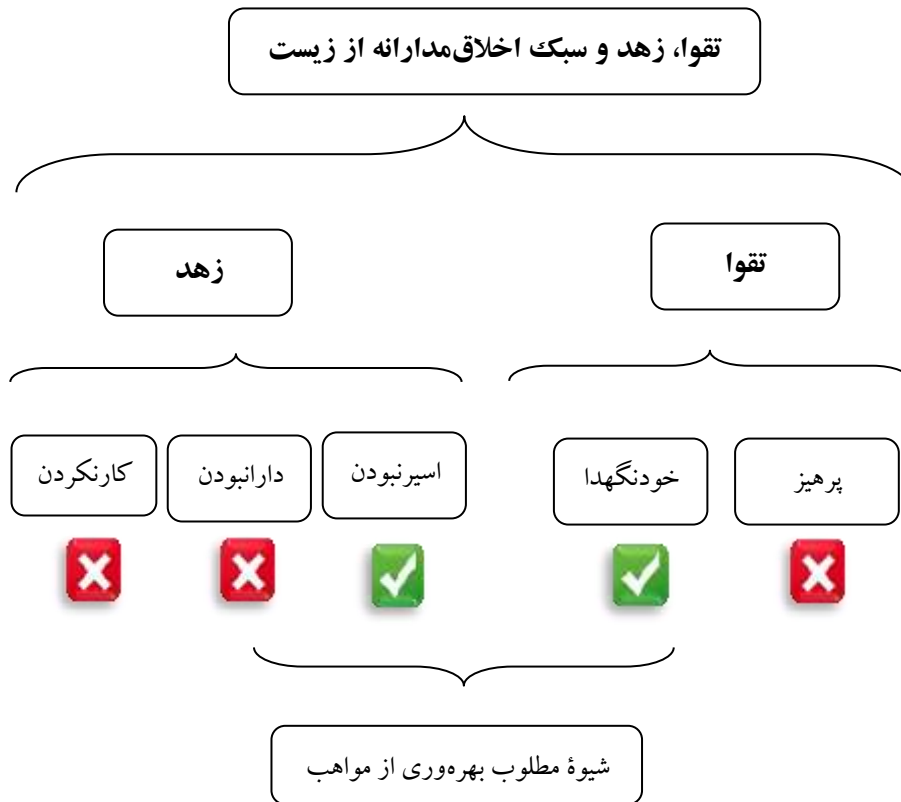 تقوا، زهد و سبک اخلاق‌مدارانه از زیست
تقوا
زهد
پرهیز
خودنگهدا
اسیرنبودن
دارانبودن
کارنکردن
شیوهٔ مطلوب بهره‌وری از مواهب